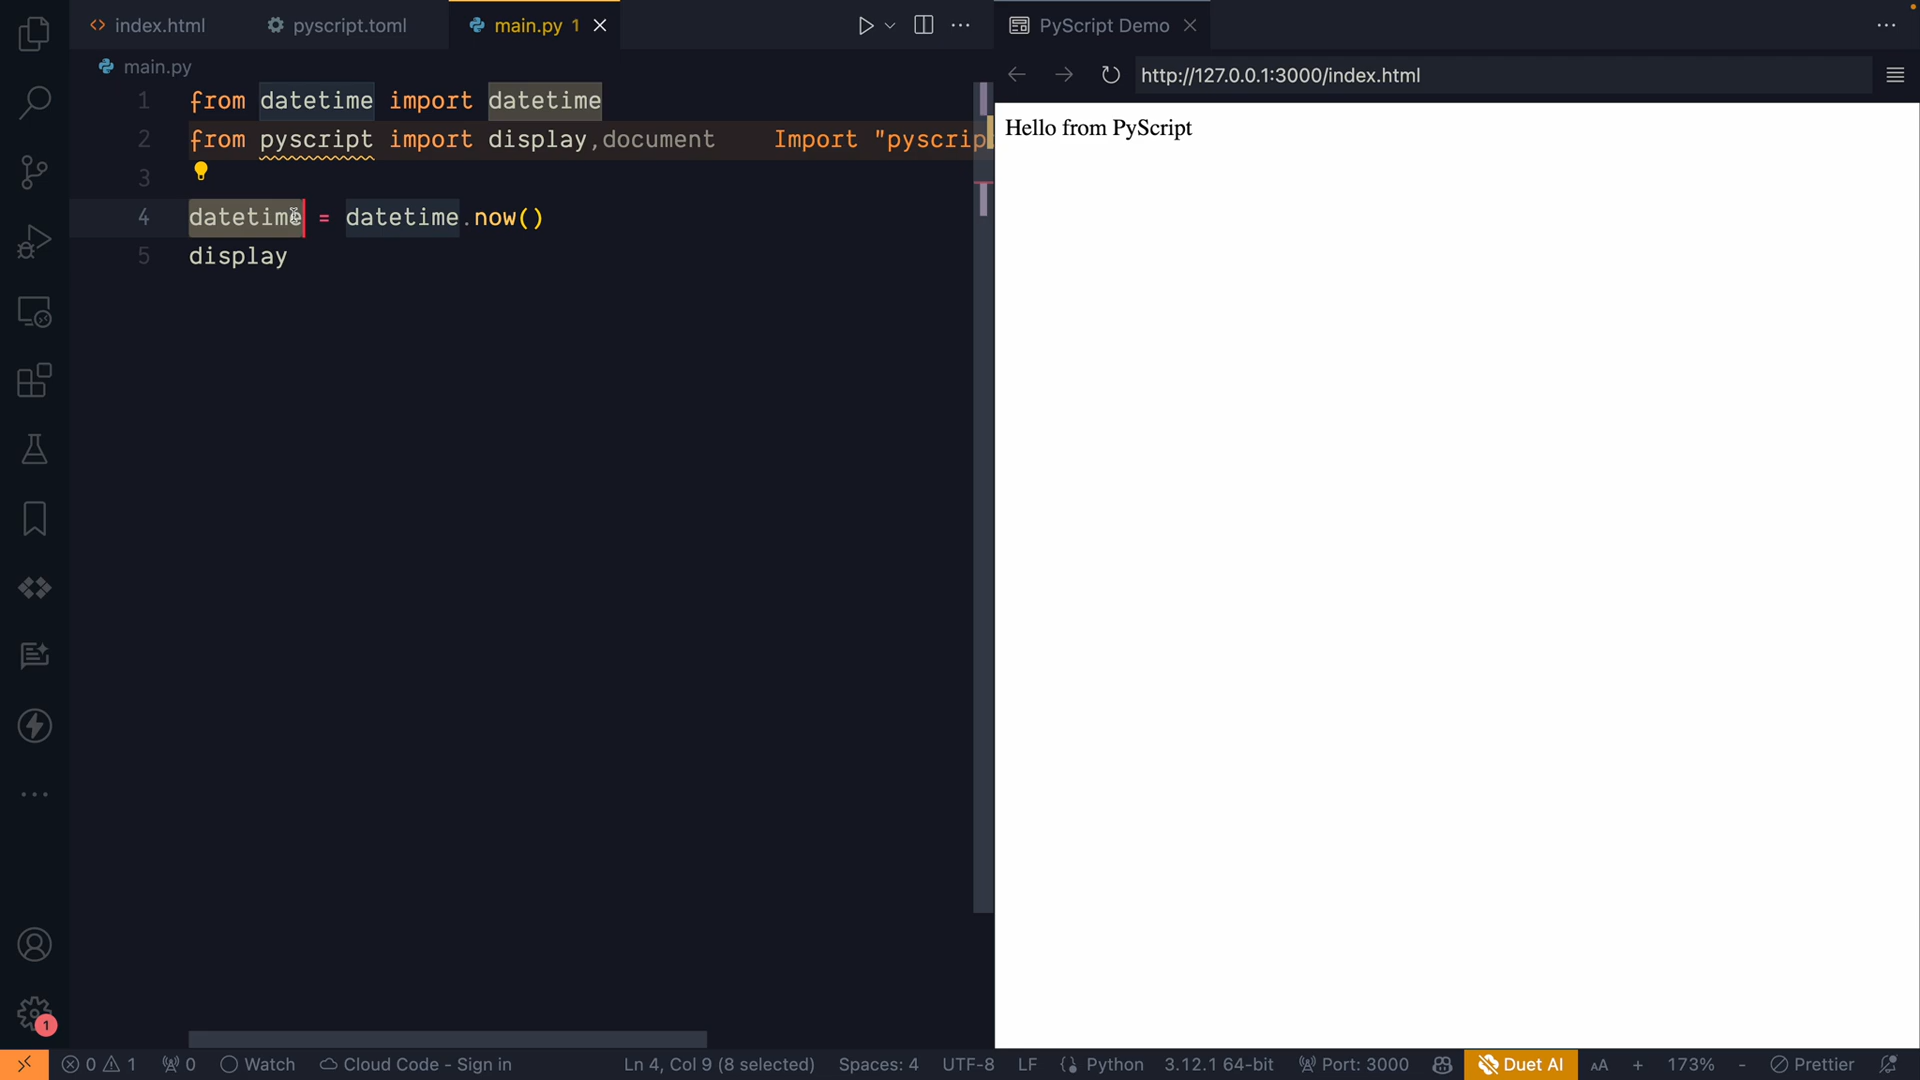 index.html
pyscript.toml
main.py 1
PyScript Demo
main.py
http://127.0.0.1:3000/index.html
1 from datetime import datetime
2 from pyscript import display,document Import "pyscrip
3
4 datetime = datetime.now()
5 display
Hello from PyScript
1
0 1 0 Watch Cloud Code - Sign in Ln 4, Col 9 (8 selected) Spaces: 4 UTF-8 LF {} Python 3.12.1 64-bit Port: 3000 Duet AI AA + 173% - Prettier